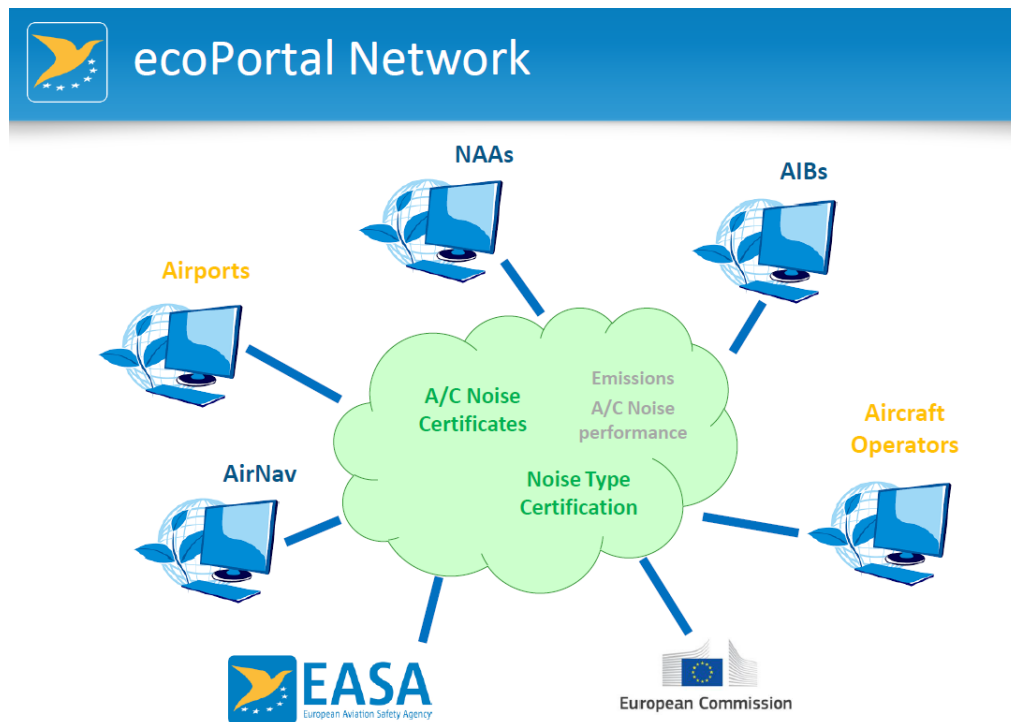 ecoPortal Network
NAAs
AIBs
Airports
Emissions
A/C Noise
performance
A/C Noise
Certificates
Aircraft
Operators
AirNav
Noise Type
Certification
EASA
European Aviation Safety Agency
European Commission